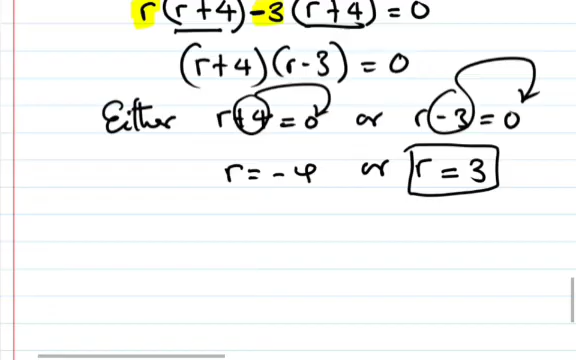 r(r+4)-3(r+4)=0
(r+4)(r-3)=0
Either r+4=0 or r-3=0
r=-4 or r=3